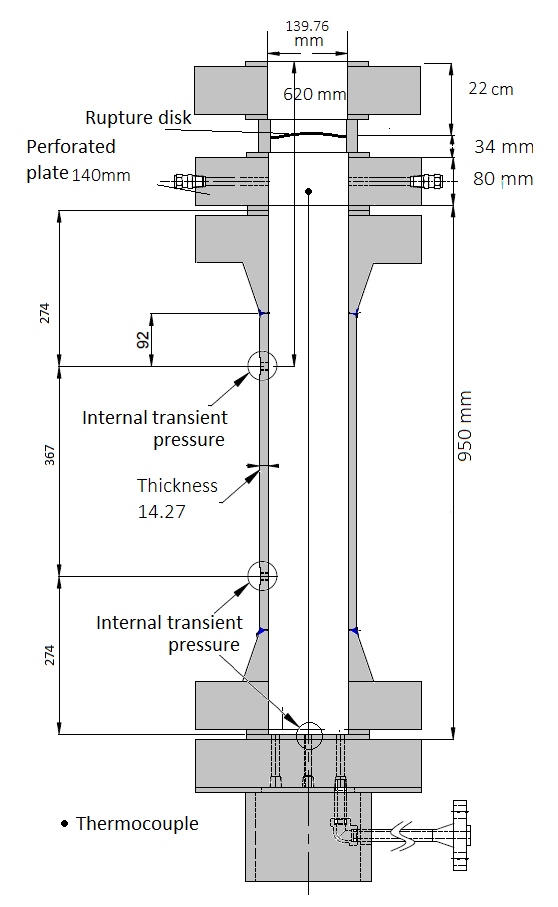 139.76
mm
620 mm
22 cm
Rupture disk
34 mm
Perforated
plate 140mm
80 mm
274
92
Internal transient
pressure
950 mm
367
Thickness
14.27
Internal transient
pressure
274
Thermocouple